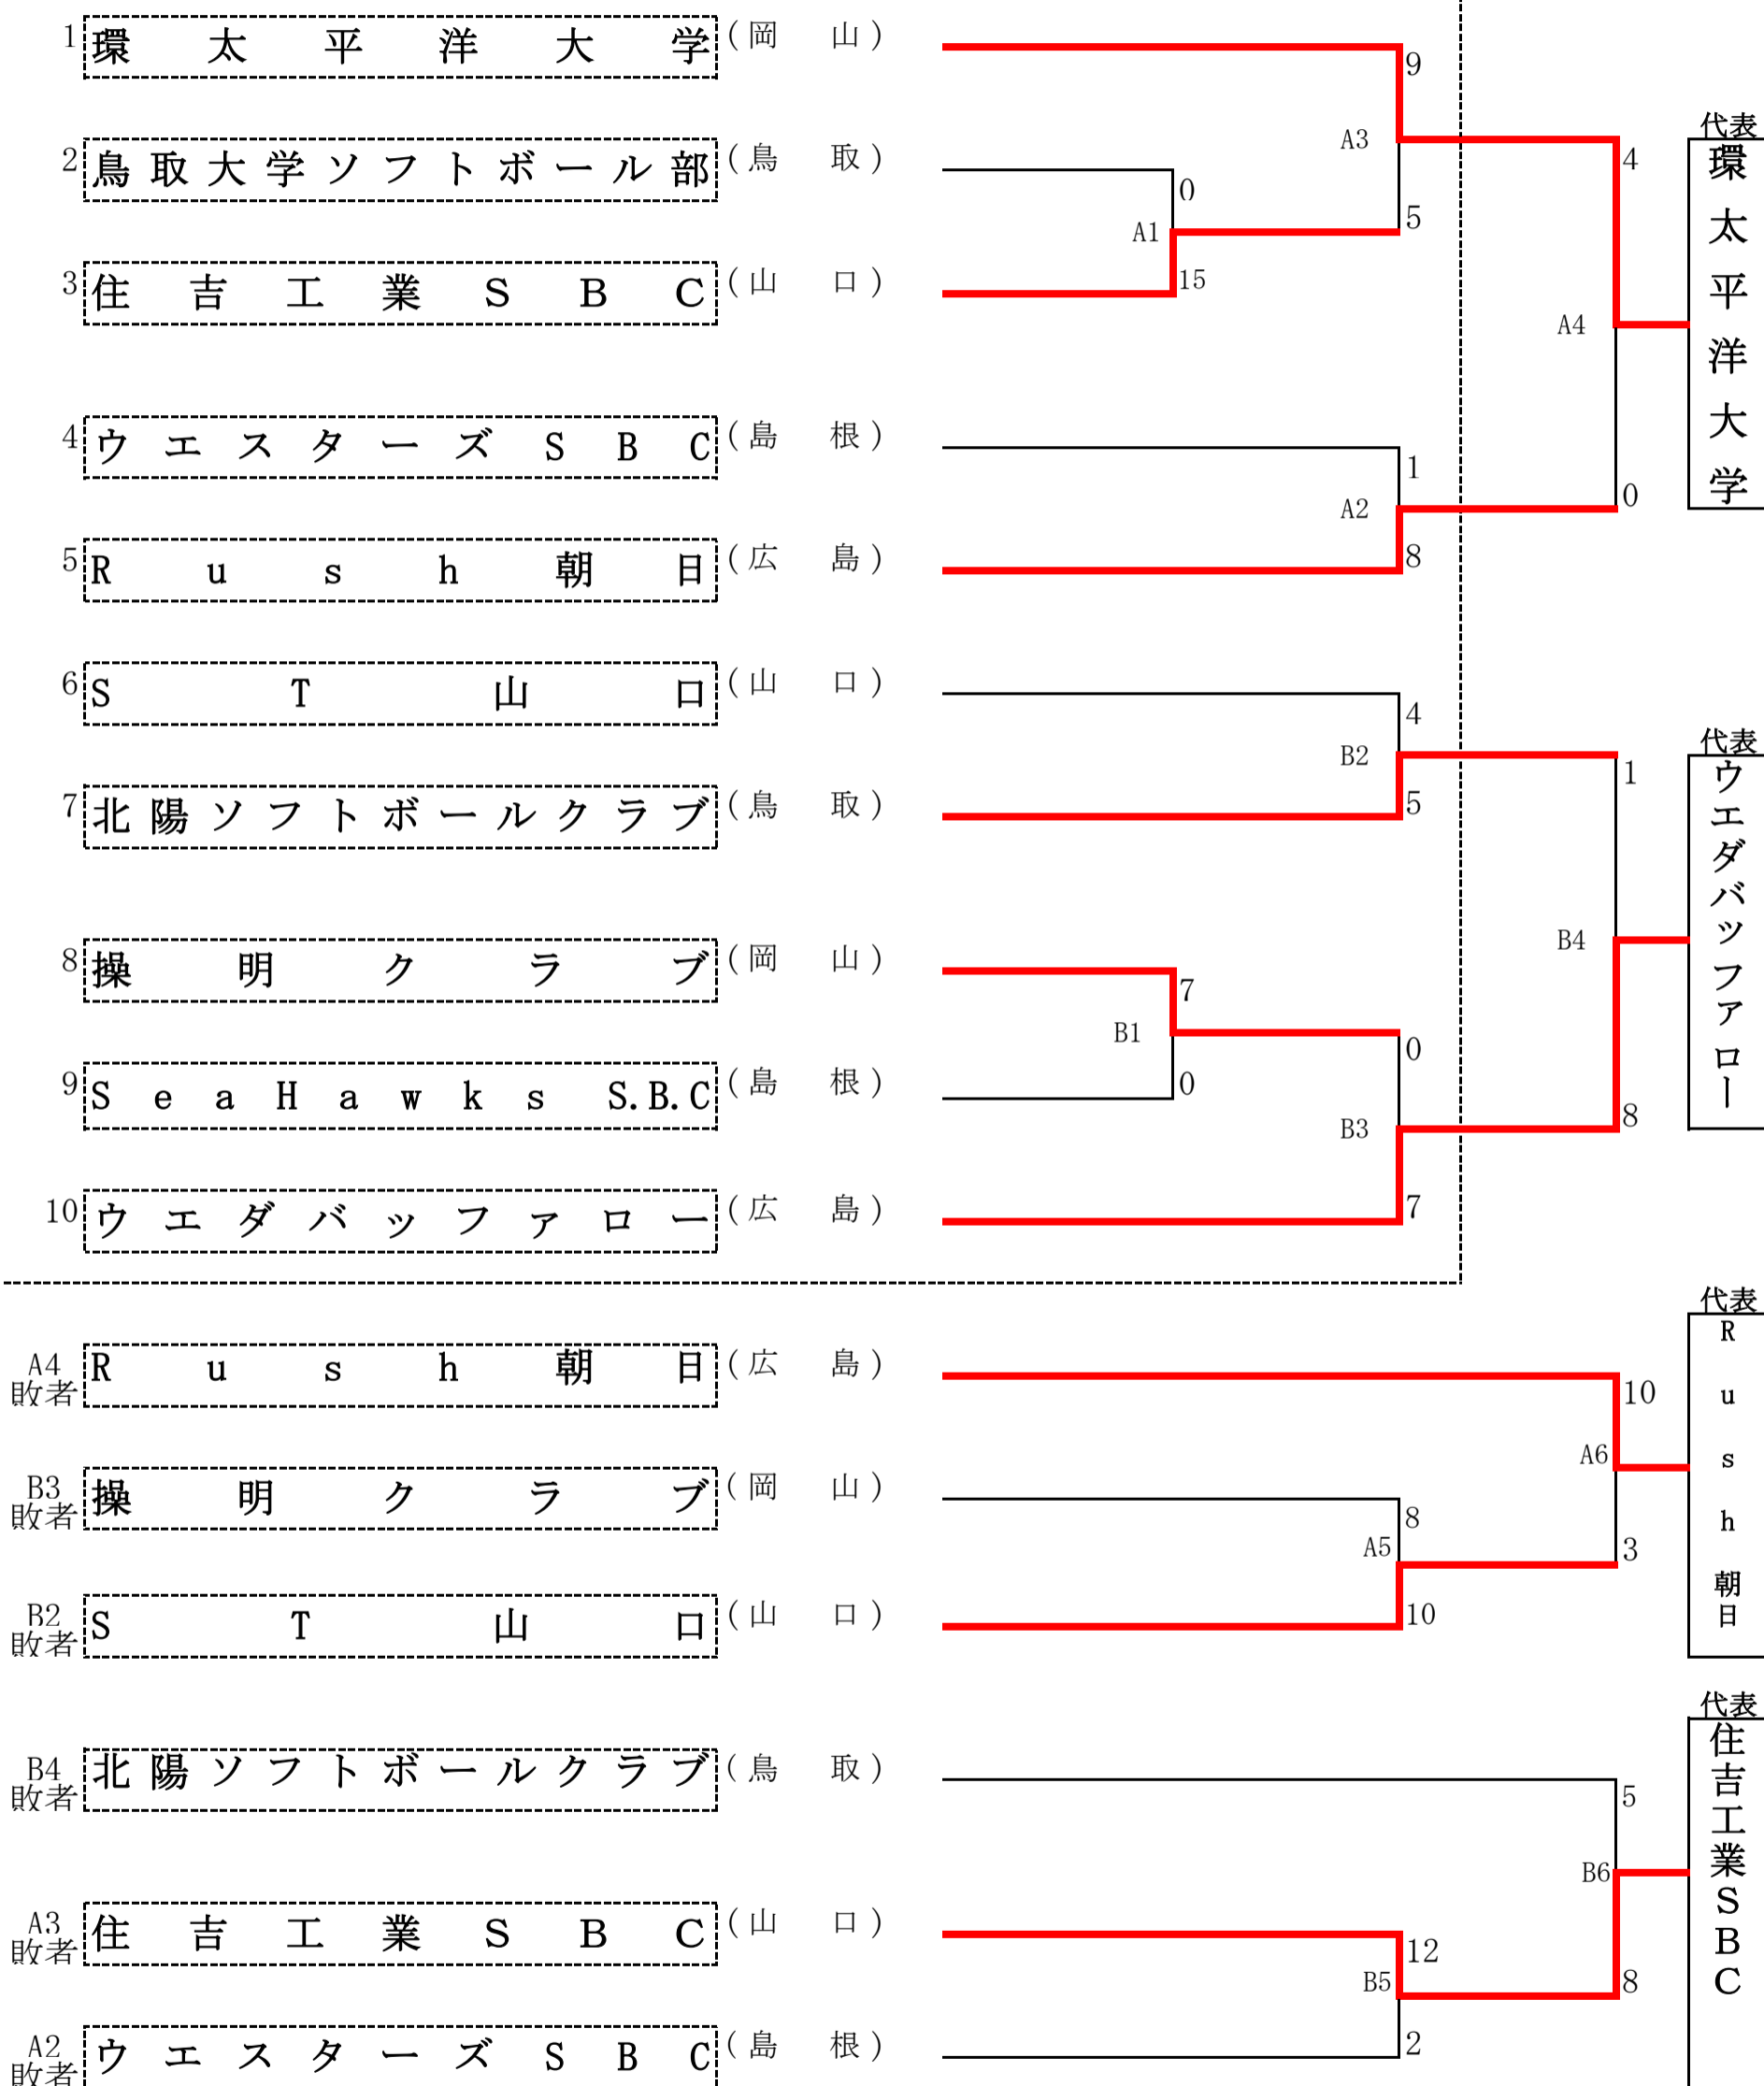 1 環太平洋大学 (岡山)
9
A3
代表
環太平洋大学
2 鳥取大学ソフトボール部 (鳥取)
4
0
A1
5
3 住吉工業SBC (山口)
15
A4
4 ウエスターズSBC (島根)
1
A2
0
5 Rush朝日 (広島)
8
6 ST山口 (山口)
4
代表
ウエダバッファロー
B2
1
7 北陽ソフトボールクラブ (鳥取)
5
8 操明クラブ (岡山)
B4
7
B1
0
9 SeaHawks S.B.C (島根)
0
B3
8
10 ウエダバッファロー (広島)
7
代表
Rush朝日
A4敗者 Rush朝日 (広島)
10
A6
B3敗者 操明クラブ (岡山)
8
A5
3
B2敗者 ST山口 (山口)
10
代表
住吉工業SBC
B4敗者 北陽ソフトボールクラブ (鳥取)
5
B6
A3敗者 住吉工業SBC (山口)
12
B5
8
A2敗者 ウエスターズSBC (島根)
2